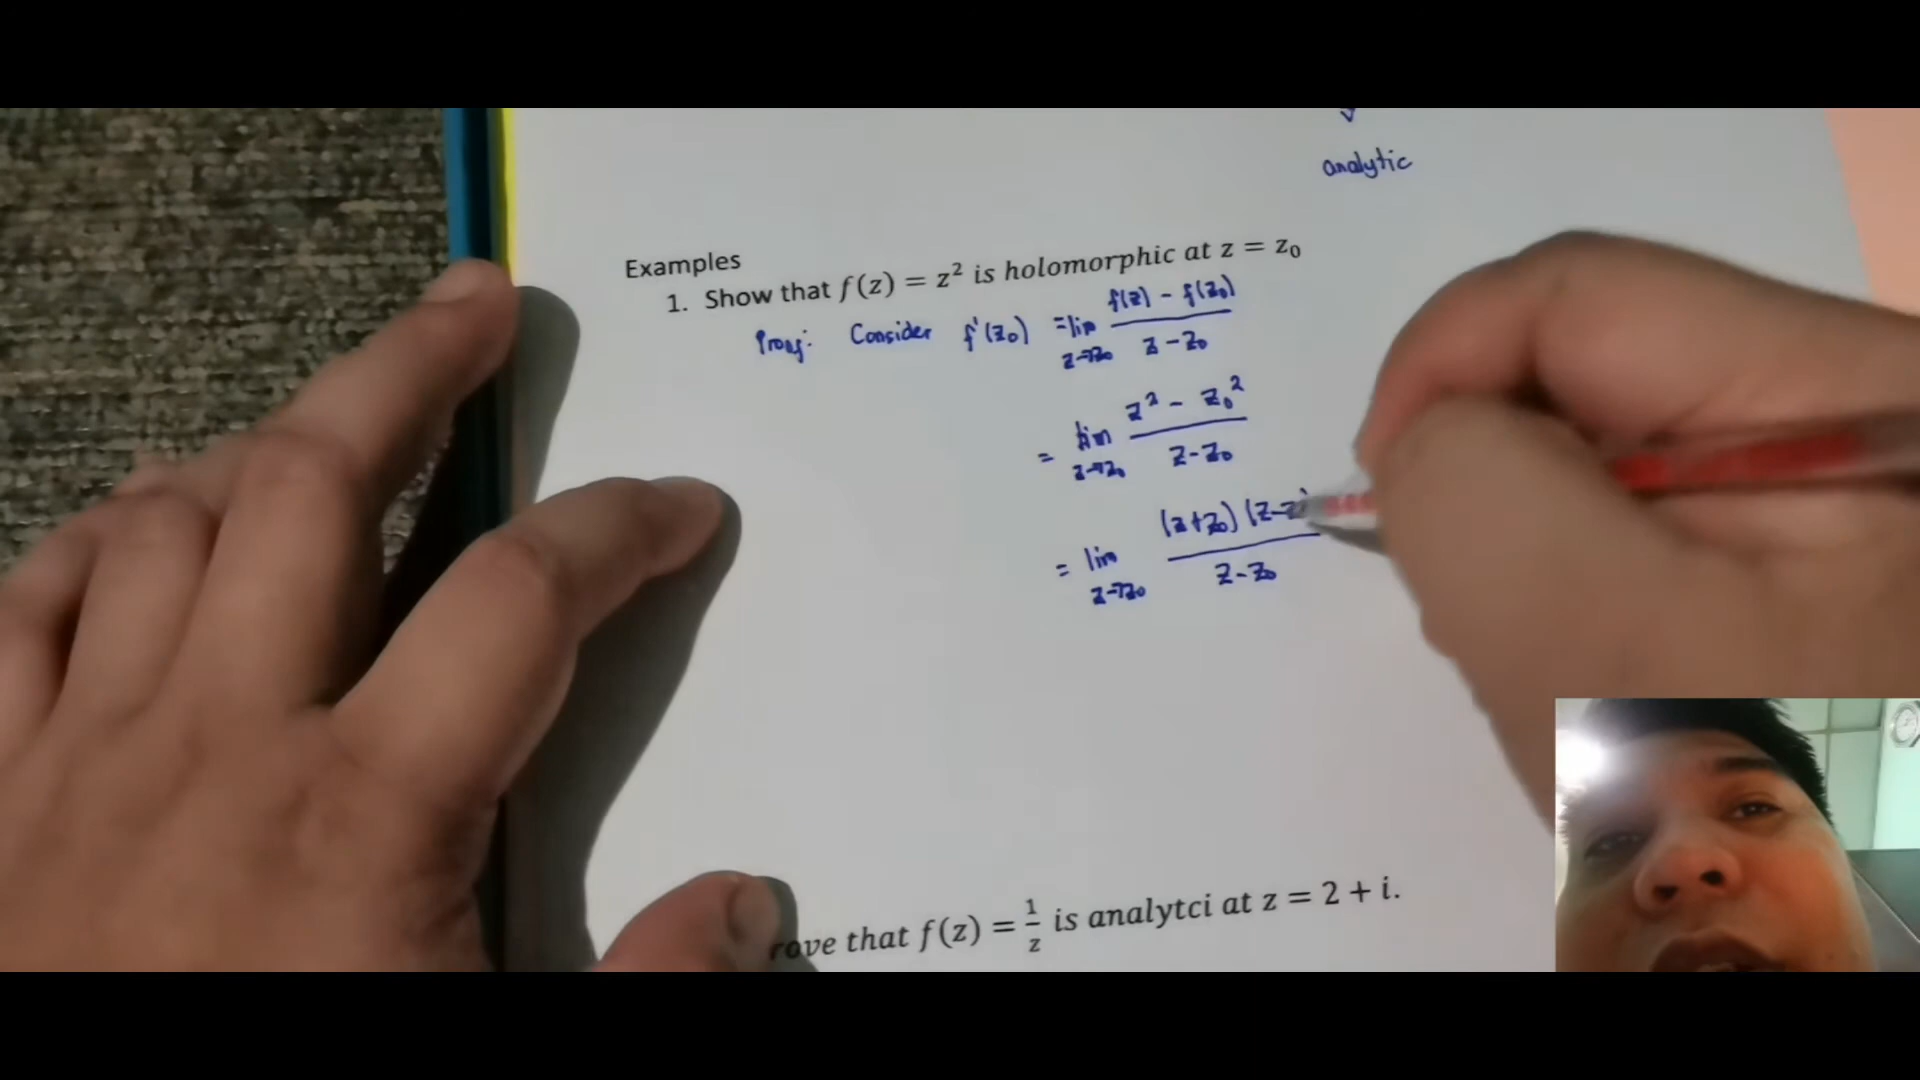 analytic
Examples
1. Show that f(z) = z² is holomorphic at z = z₀
Proof: Consider f'(z₀) = lim z→z₀ f(z) - f(z₀) / z - z₀
= lim z→z₀ z² - z₀² / z - z₀
= lim z→z₀ (z+z₀)(z-z₀) / z - z₀
rove that f(z) = 1/z is analytci at z = 2 + i.